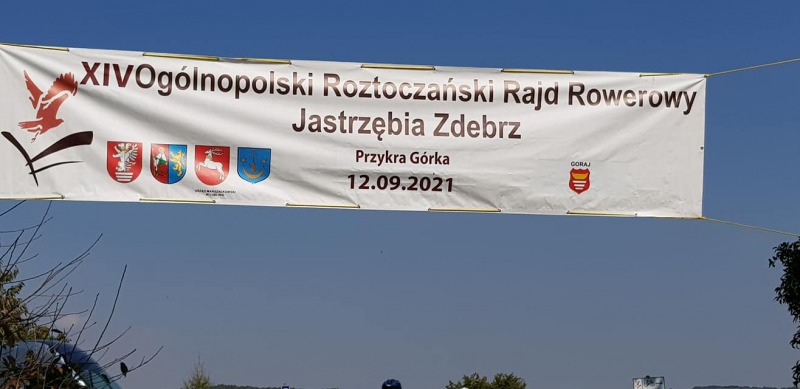 XIV Ogólnopolski Roztoczański Rajd Rowerowy
Jastrzębia Zdebrz
Przykra Górka
12.09.2021
GORAJ